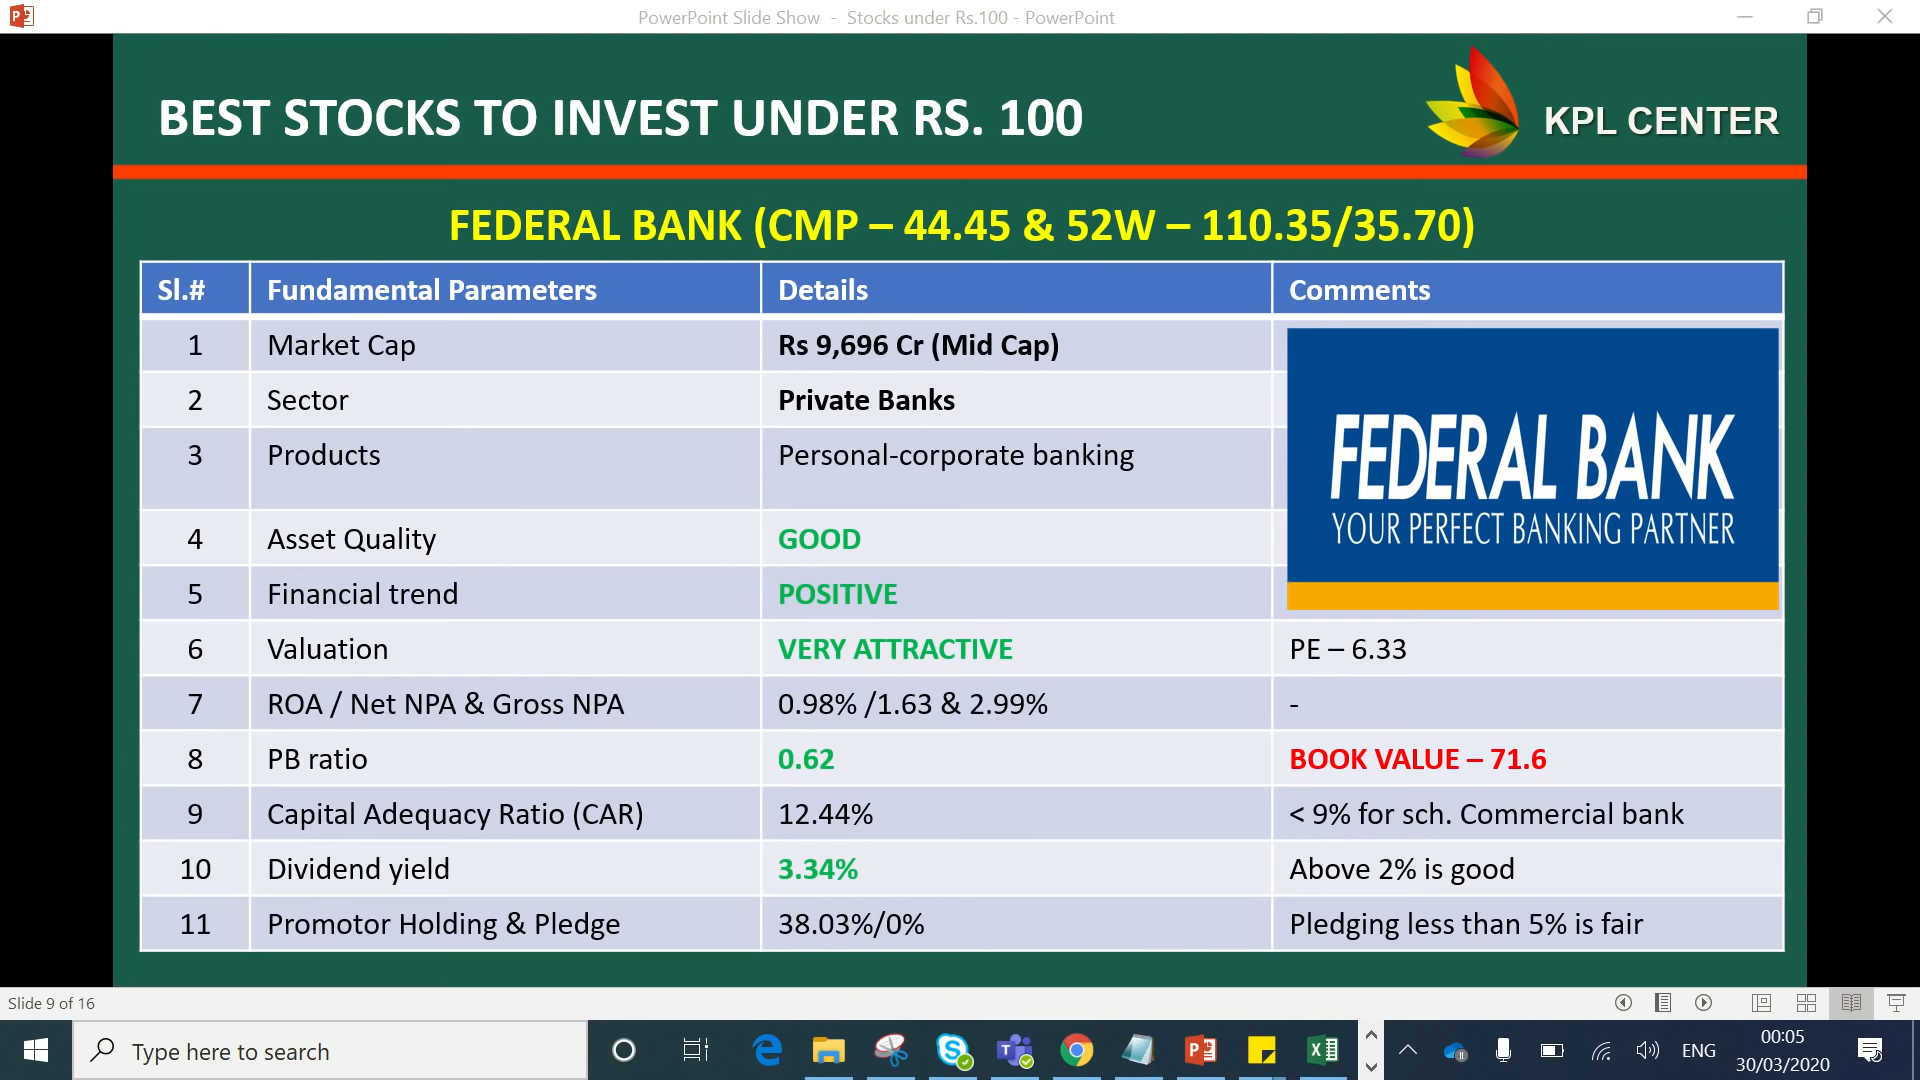 PowerPoint Slide Show - Stocks under Rs.100 - PowerPoint
BEST STOCKS TO INVEST UNDER RS. 100
KPL CENTER
FEDERAL BANK (CMP – 44.45 & 52W – 110.35/35.70)
Sl.# Fundamental Parameters Details Comments
1 Market Cap Rs 9,696 Cr (Mid Cap)
2 Sector Private Banks
3 Products Personal-corporate banking
FEDERAL BANK
YOUR PERFECT BANKING PARTNER
4 Asset Quality GOOD
5 Financial trend POSITIVE
6 Valuation VERY ATTRACTIVE PE – 6.33
7 ROA / Net NPA & Gross NPA 0.98% /1.63 & 2.99% -
8 PB ratio 0.62 BOOK VALUE – 71.6
9 Capital Adequacy Ratio (CAR) 12.44% < 9% for sch. Commercial bank
10 Dividend yield 3.34% Above 2% is good
11 Promotor Holding & Pledge 38.03%/0% Pledging less than 5% is fair
Slide 9 of 16
Type here to search
ENG
00:05
30/03/2020